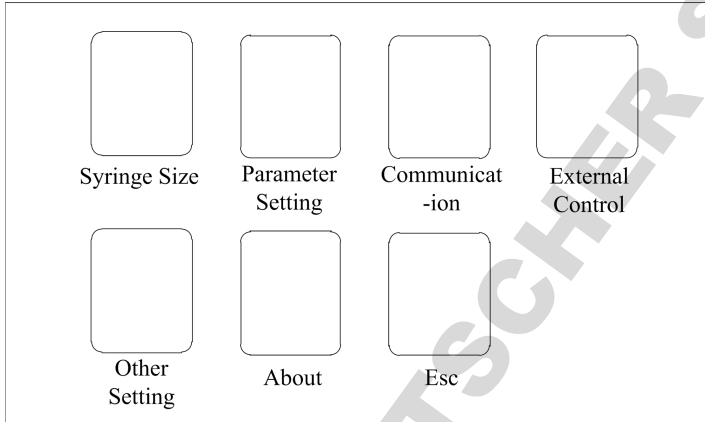 Syringe Size
Parameter
Setting
Communicat
-ion
External
Control
Other
Setting
About
Esc